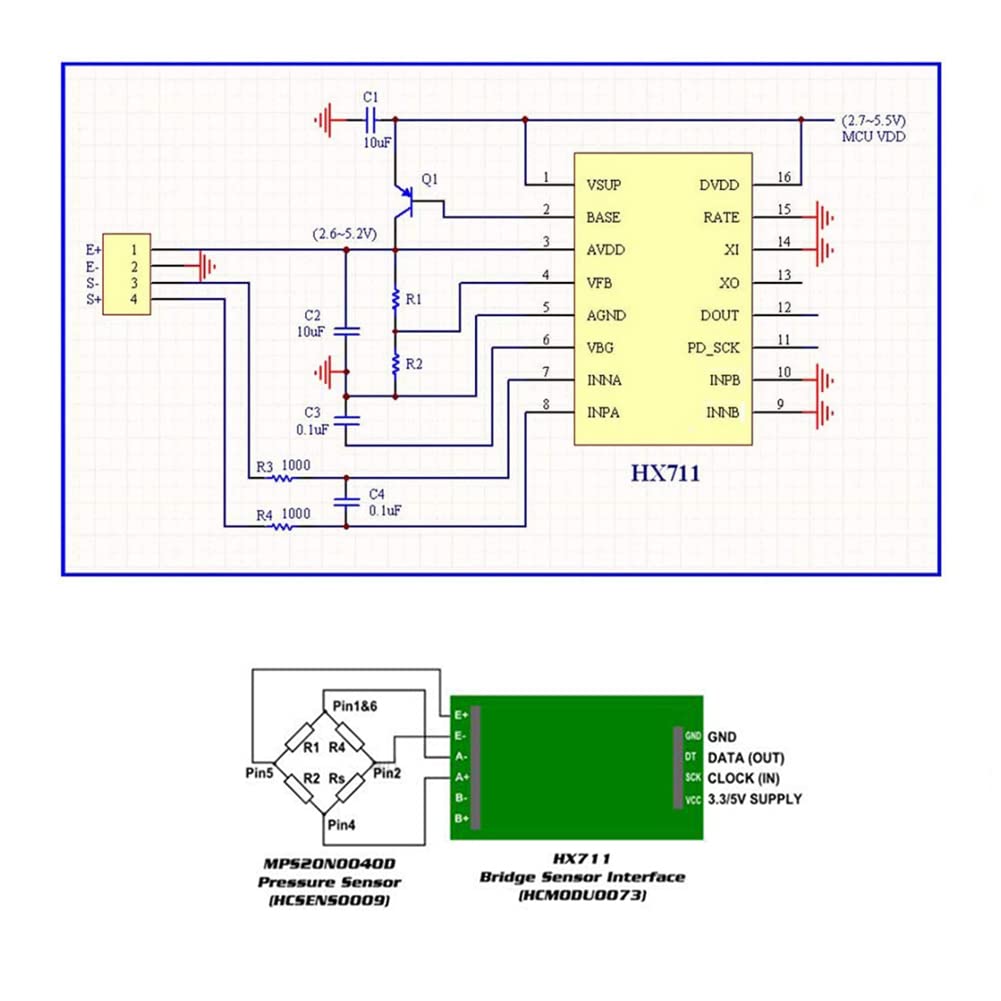 C1
10uF
(2.7~5.5V)
MCU VDD
Q1
1 VSUP DVDD 16
2 BASE RATE 15
(2.6~5.2V)
3 AVDD XI 14
4 VFB XO 13
5 AGND DOUT 12
6 VBG PD_SCK 11
7 INNA INPB 10
8 INPA INNB 9
HX711
E+ 1
E- 2
S- 3
S+ 4
R1
C2
10uF
R2
C3
0.1uF
R3 1000
C4
0.1uF
R4 1000
Pin1&6
R1 R4
Pin5 R2 Rs Pin2
Pin4
E+
E-
A-
A+
B-
B+
GND GND
DT DATA (OUT)
SCK CLOCK (IN)
VCC 3.3/5V SUPPLY
MPS20N0040D
Pressure Sensor
(HCSENS0009)
HX711
Bridge Sensor Interface
(HCMODU0073)